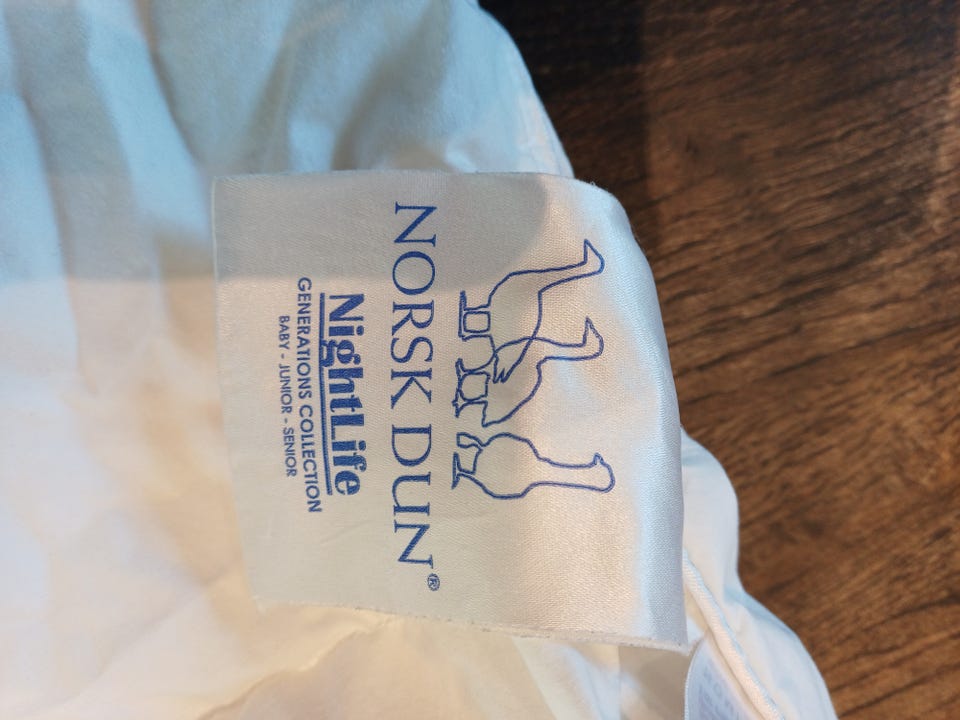 NORSK DUN®
NightLife
GENERATIONS COLLECTION
BABY - JUNIOR - SENIOR